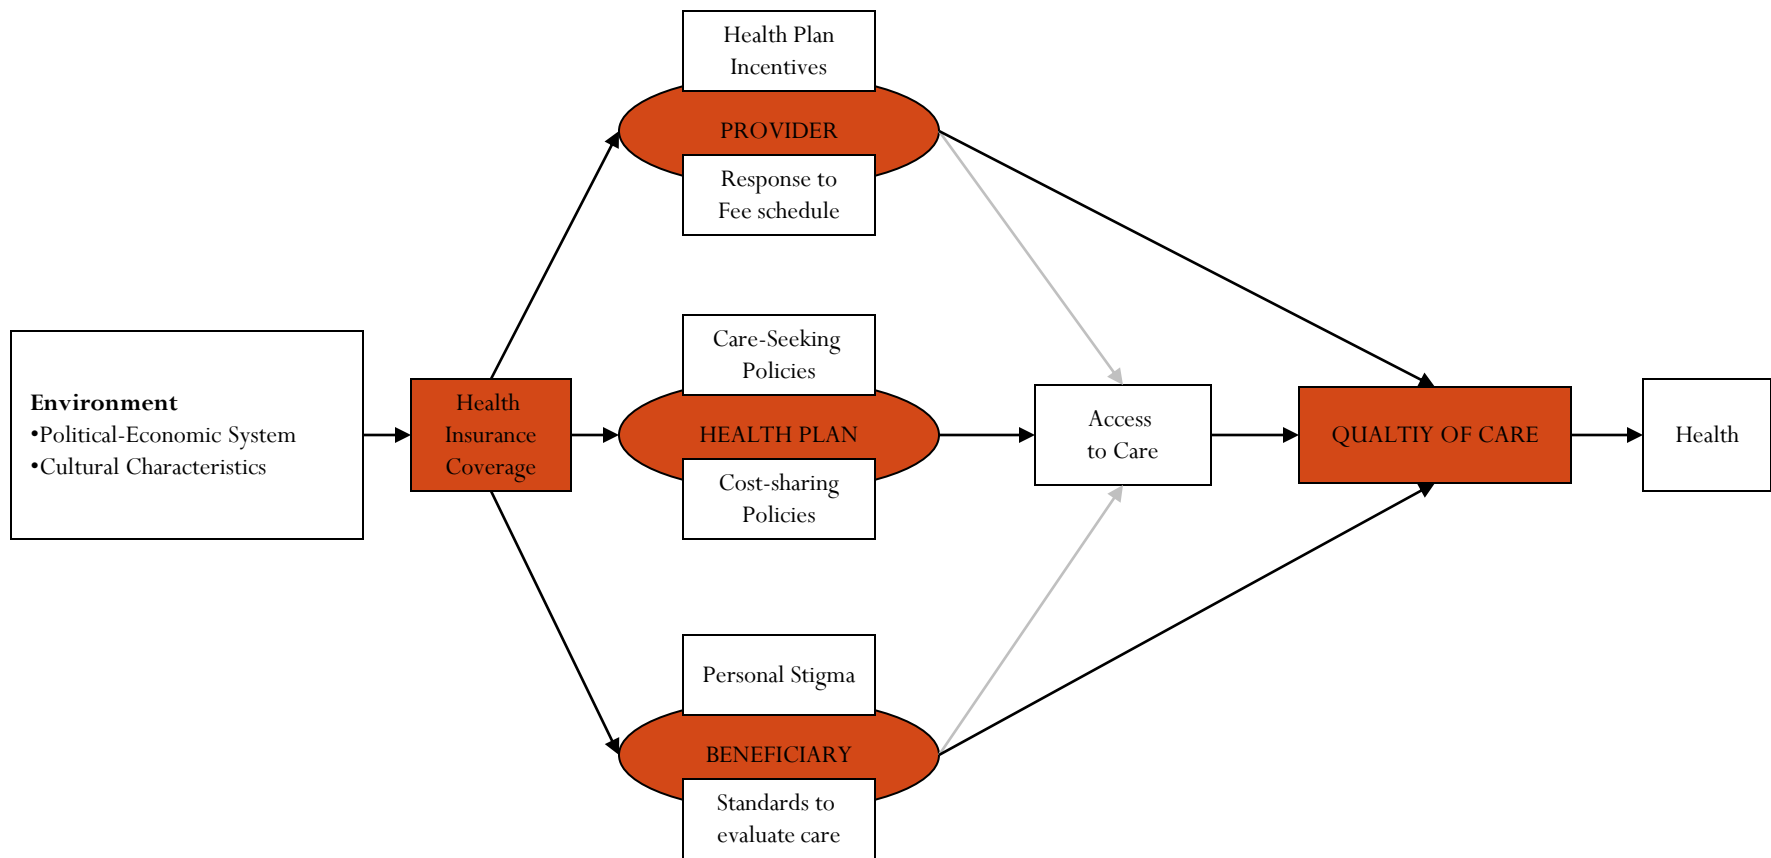 Health Plan
Incentives
PROVIDER
Response to
Fee schedule
Environment
•Political-Economic System
•Cultural Characteristics
Health
Insurance
Coverage
Care-Seeking
Policies
HEALTH PLAN
Cost-sharing
Policies
Access
to Care
QUALTIY OF CARE
Health
Personal Stigma
BENEFICIARY
Standards to
evaluate care